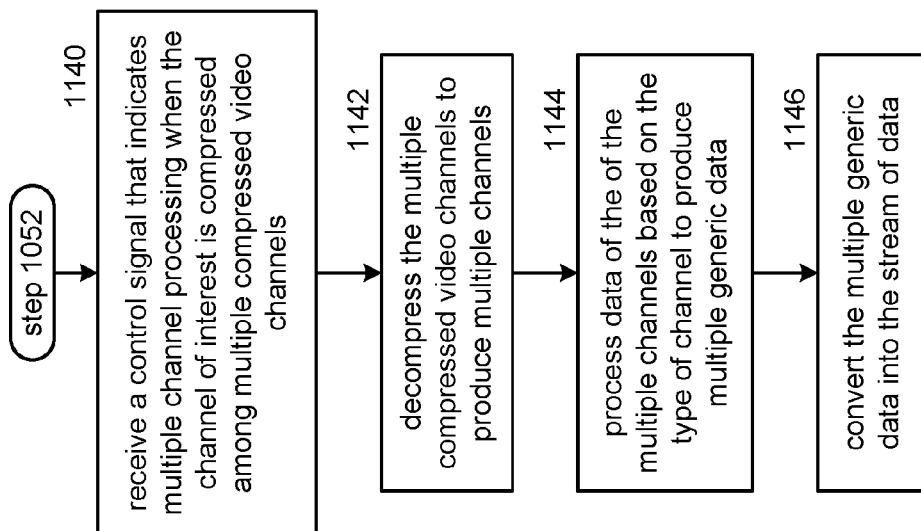 step 1052
1140
receive a control signal that indicates
multiple channel processing when the
channel of interest is compressed
among multiple compressed video
channels
1142
decompress the multiple
compressed video channels to
produce multiple channels
1144
process data of the of the
multiple channels based on the
type of channel to produce
multiple generic data
1146
convert the multiple generic
data into the stream of data